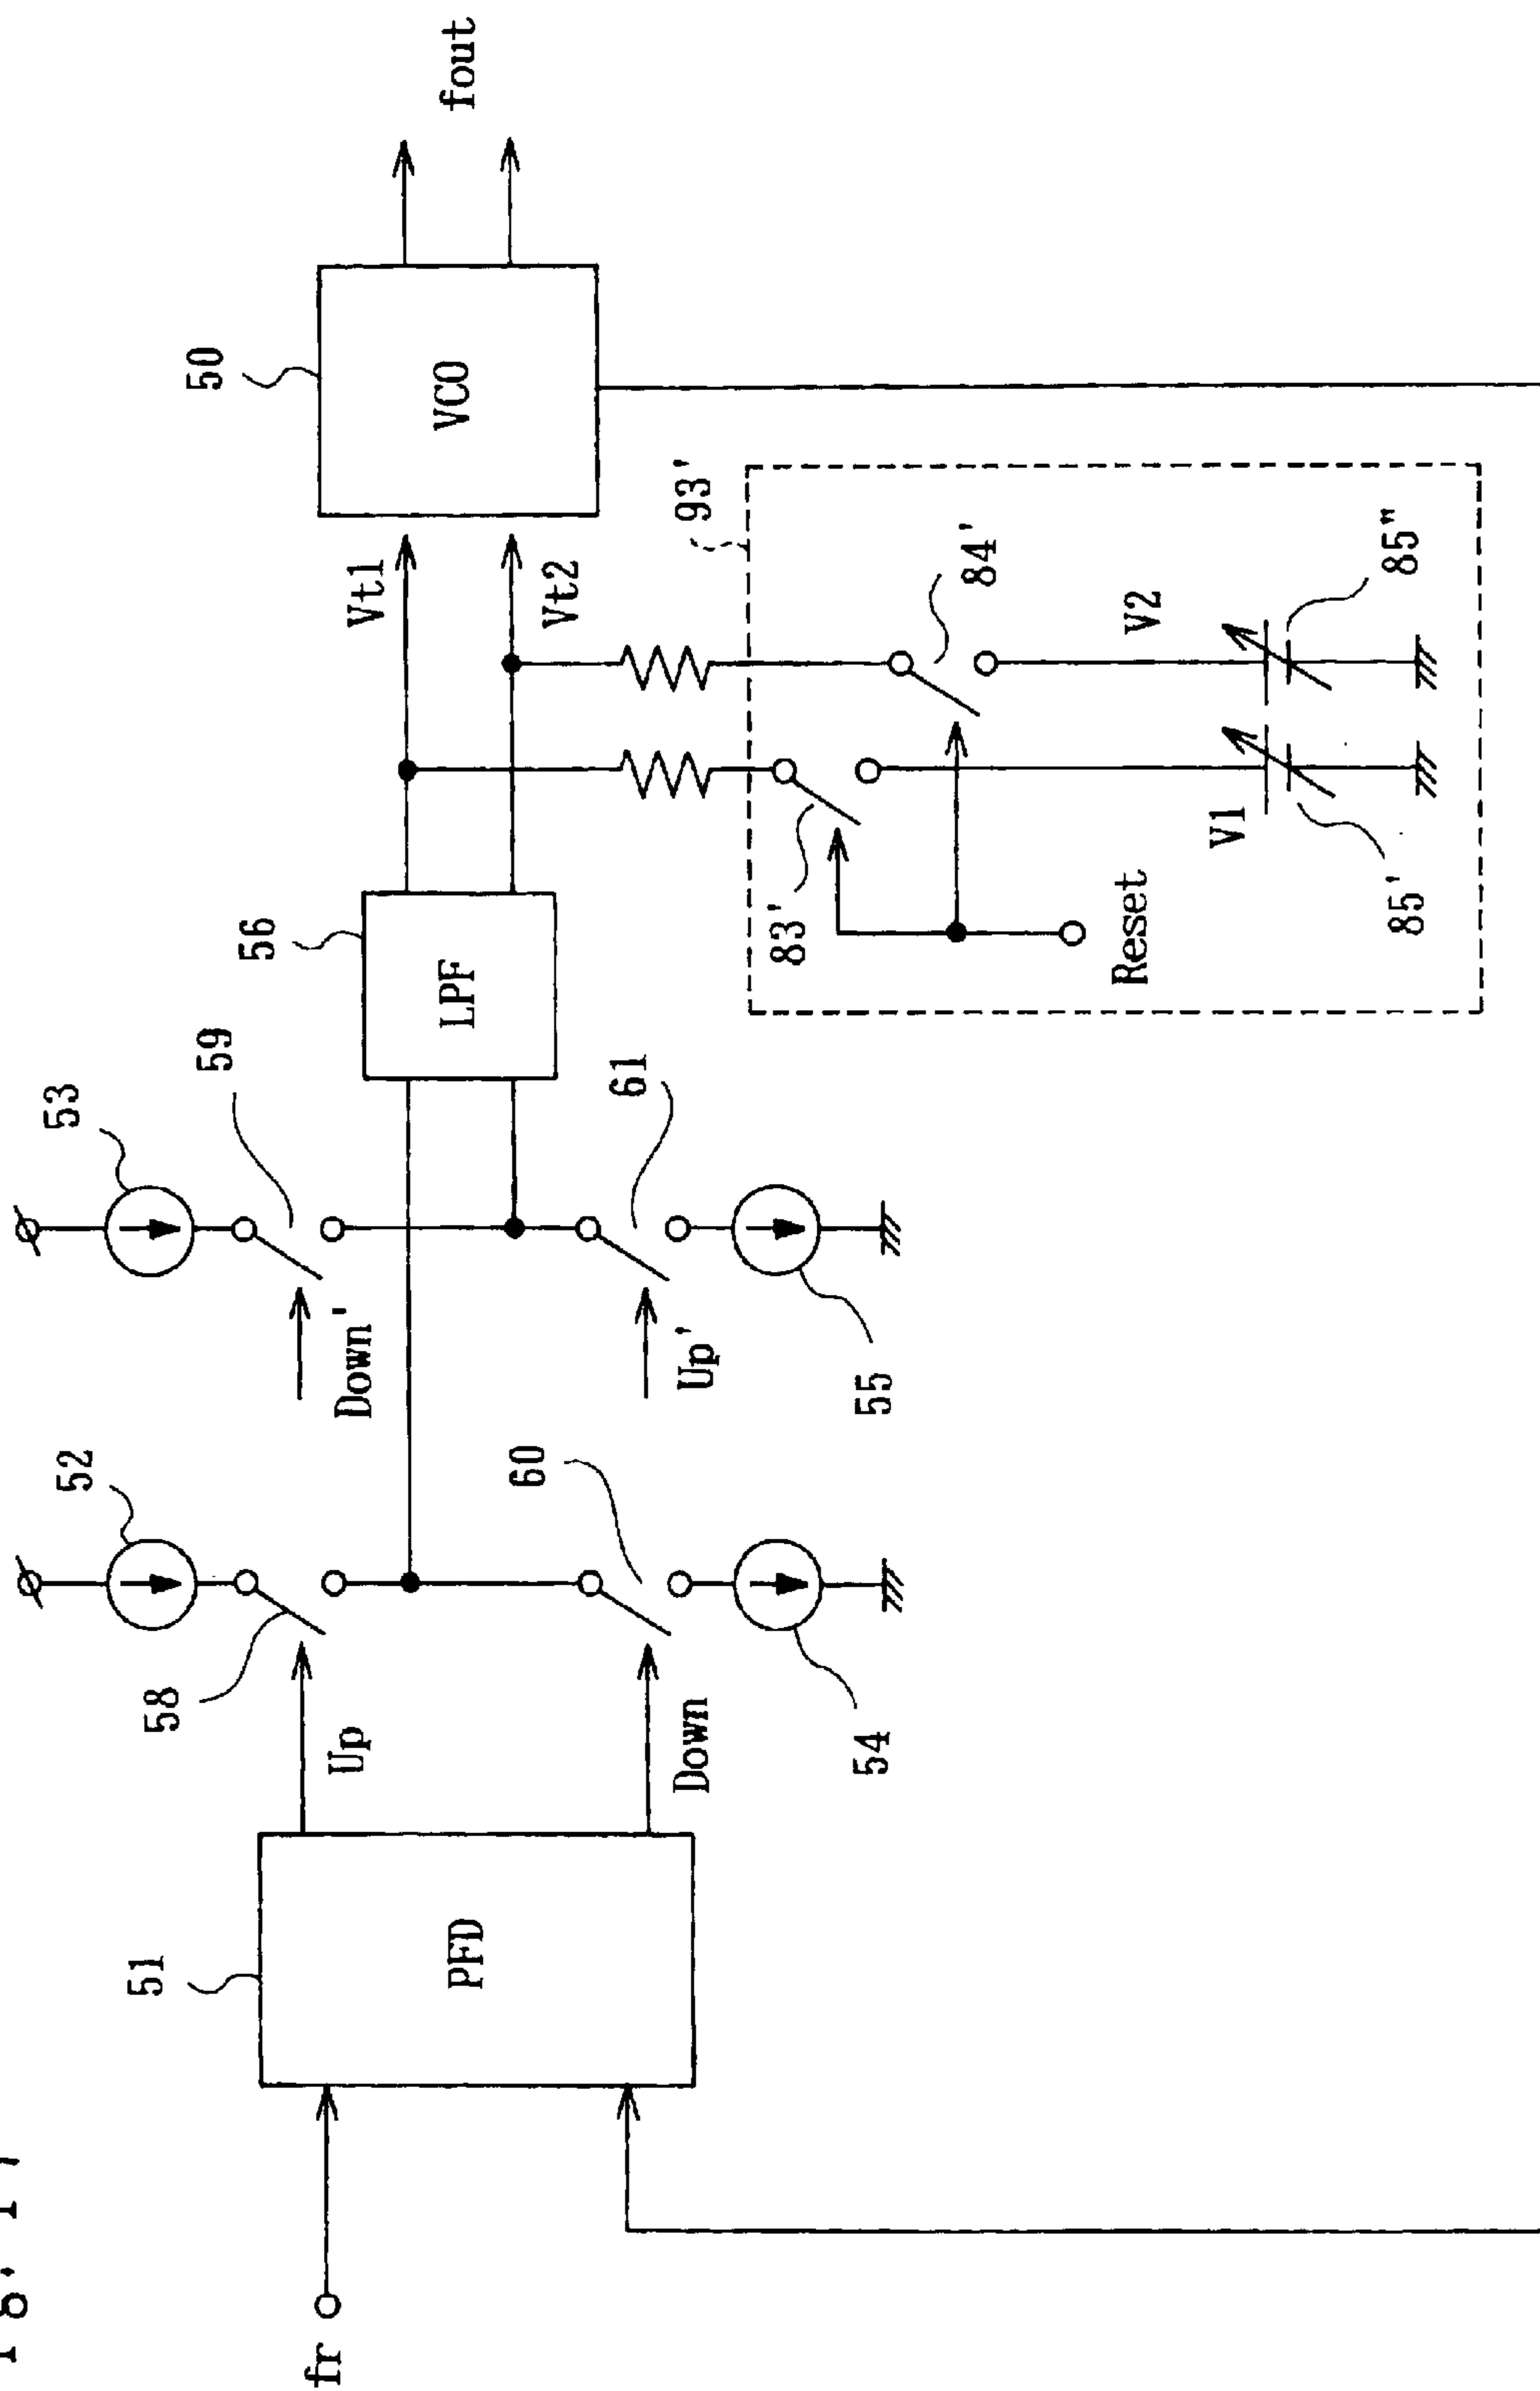 fr
51
PFD
Up
Down
58
52
60
54
53
59
Down'
61
Up'
55
56
LPF
Vt1
Vt2
50
VCO
fout
93'
83'
84'
Reset
V1
V2
85'
85"